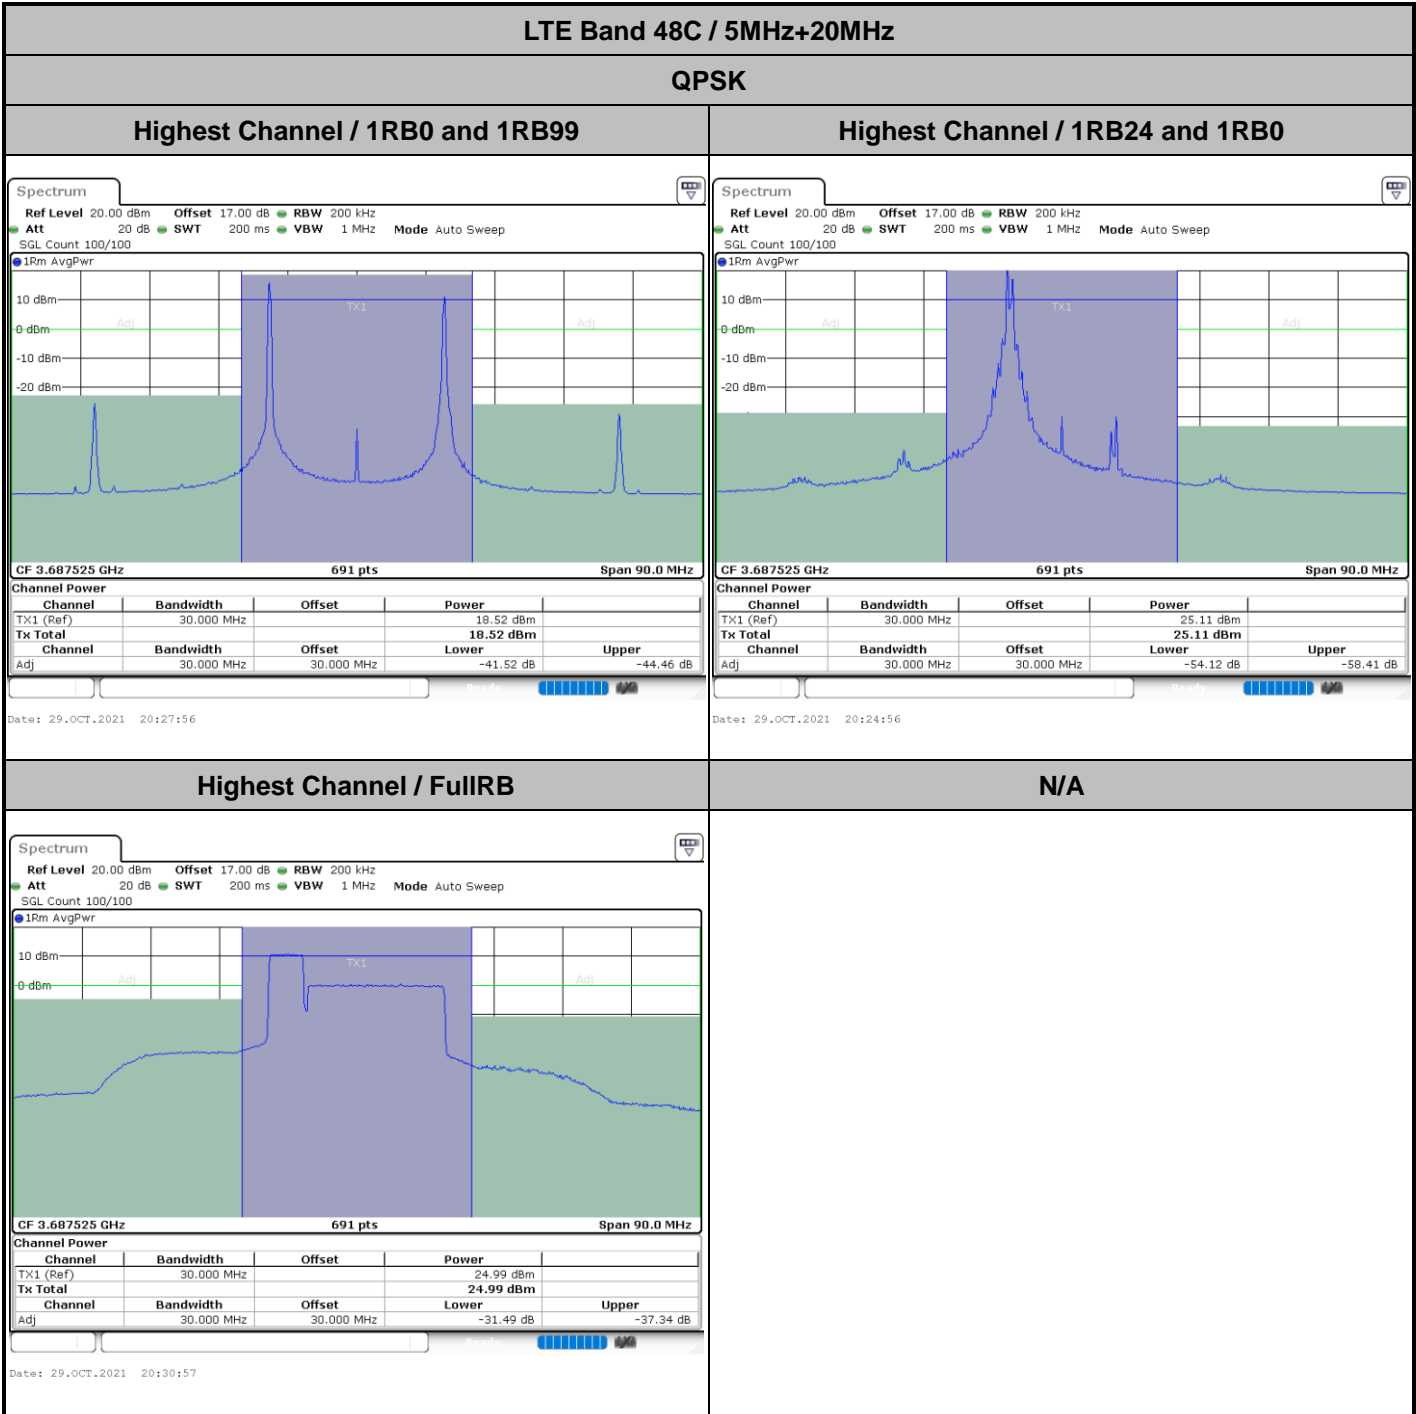 LTE Band 48C / 5MHz+20MHz
QPSK
Highest Channel / 1RB0 and 1RB99
Highest Channel / 1RB24 and 1RB0
Spectrum
Ref Level 20.00 dBm Offset 17.00 dB RBW 200 kHz
Att 20 dB SWT 200 ms VBW 1 MHz Mode Auto Sweep
SGL Count 100/100
1Rm AvgPwr
10 dBm
0 dBm
-10 dBm
-20 dBm
Adj
TX1
Adj
CF 3.687525 GHz 691 pts Span 90.0 MHz
Channel Power
Channel Bandwidth Offset Power
TX1 (Ref) 30.000 MHz 18.52 dBm
Tx Total 18.52 dBm
Channel Bandwidth Offset Lower Upper
Adj 30.000 MHz 30.000 MHz -41.52 dB -44.46 dB
Ready
Date: 29.OCT.2021 20:27:56
Spectrum
Ref Level 20.00 dBm Offset 17.00 dB RBW 200 kHz
Att 20 dB SWT 200 ms VBW 1 MHz Mode Auto Sweep
SGL Count 100/100
1Rm AvgPwr
10 dBm
0 dBm
-10 dBm
-20 dBm
Adj
TX1
Adj
CF 3.687525 GHz 691 pts Span 90.0 MHz
Channel Power
Channel Bandwidth Offset Power
TX1 (Ref) 30.000 MHz 25.11 dBm
Tx Total 25.11 dBm
Channel Bandwidth Offset Lower Upper
Adj 30.000 MHz 30.000 MHz -54.12 dB -58.41 dB
Ready
Date: 29.OCT.2021 20:24:56
Highest Channel / FullRB
N/A
Spectrum
Ref Level 20.00 dBm Offset 17.00 dB RBW 200 kHz
Att 20 dB SWT 200 ms VBW 1 MHz Mode Auto Sweep
SGL Count 100/100
1Rm AvgPwr
10 dBm
0 dBm
Adj
TX1
Adj
CF 3.687525 GHz 691 pts Span 90.0 MHz
Channel Power
Channel Bandwidth Offset Power
TX1 (Ref) 30.000 MHz 24.99 dBm
Tx Total 24.99 dBm
Channel Bandwidth Offset Lower Upper
Adj 30.000 MHz 30.000 MHz -31.49 dB -37.34 dB
Ready
Date: 29.OCT.2021 20:30:57